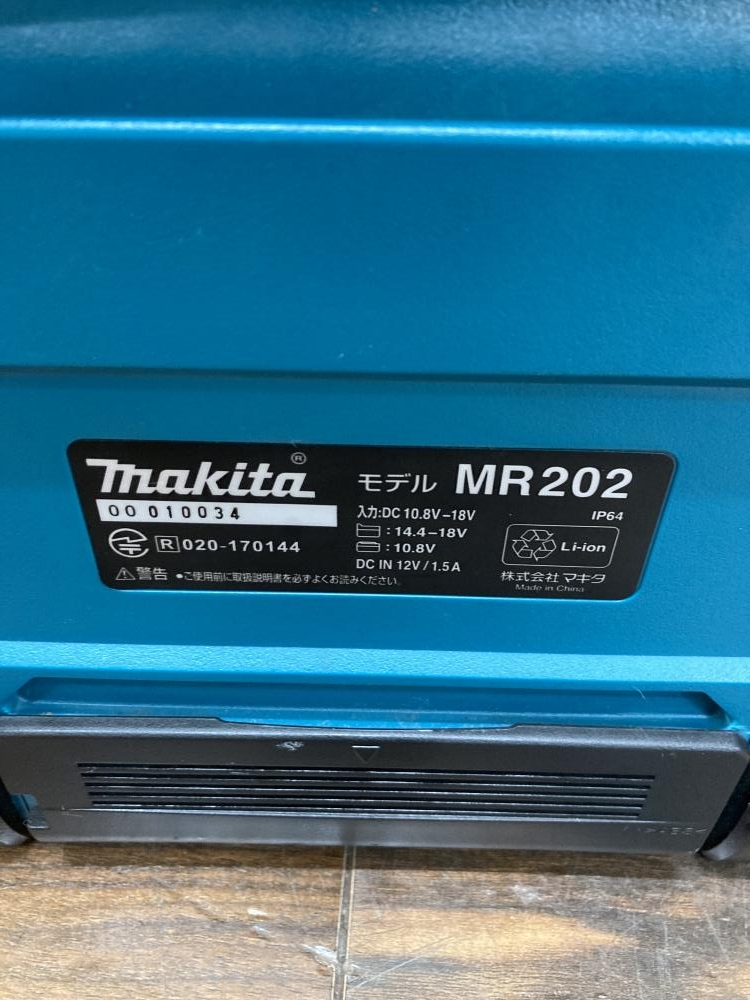 makita®
00 010034
R 020-170144
⚠警告 ●ご使用前に取扱説明書を必ずよくお読みください。
モデル MR202
IP64
入力:DC 10.8V-18V
:14.4-18V
:10.8V
DC IN 12V/1.5A
Li-ion
株式会社マキタ
Made in China